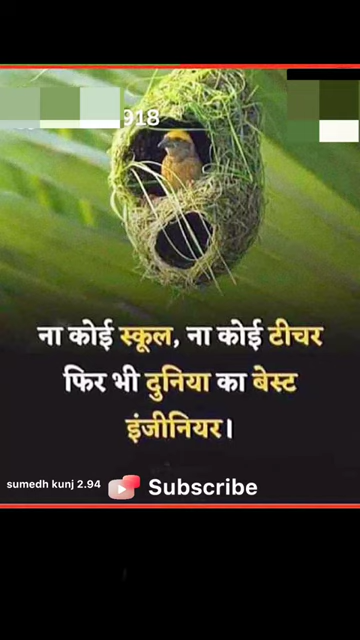 918
ना कोई स्कूल, ना कोई टीचर
फिर भी दुनिया का बेस्ट
इंजीनियर।
sumedh kunj 2.94 Subscribe